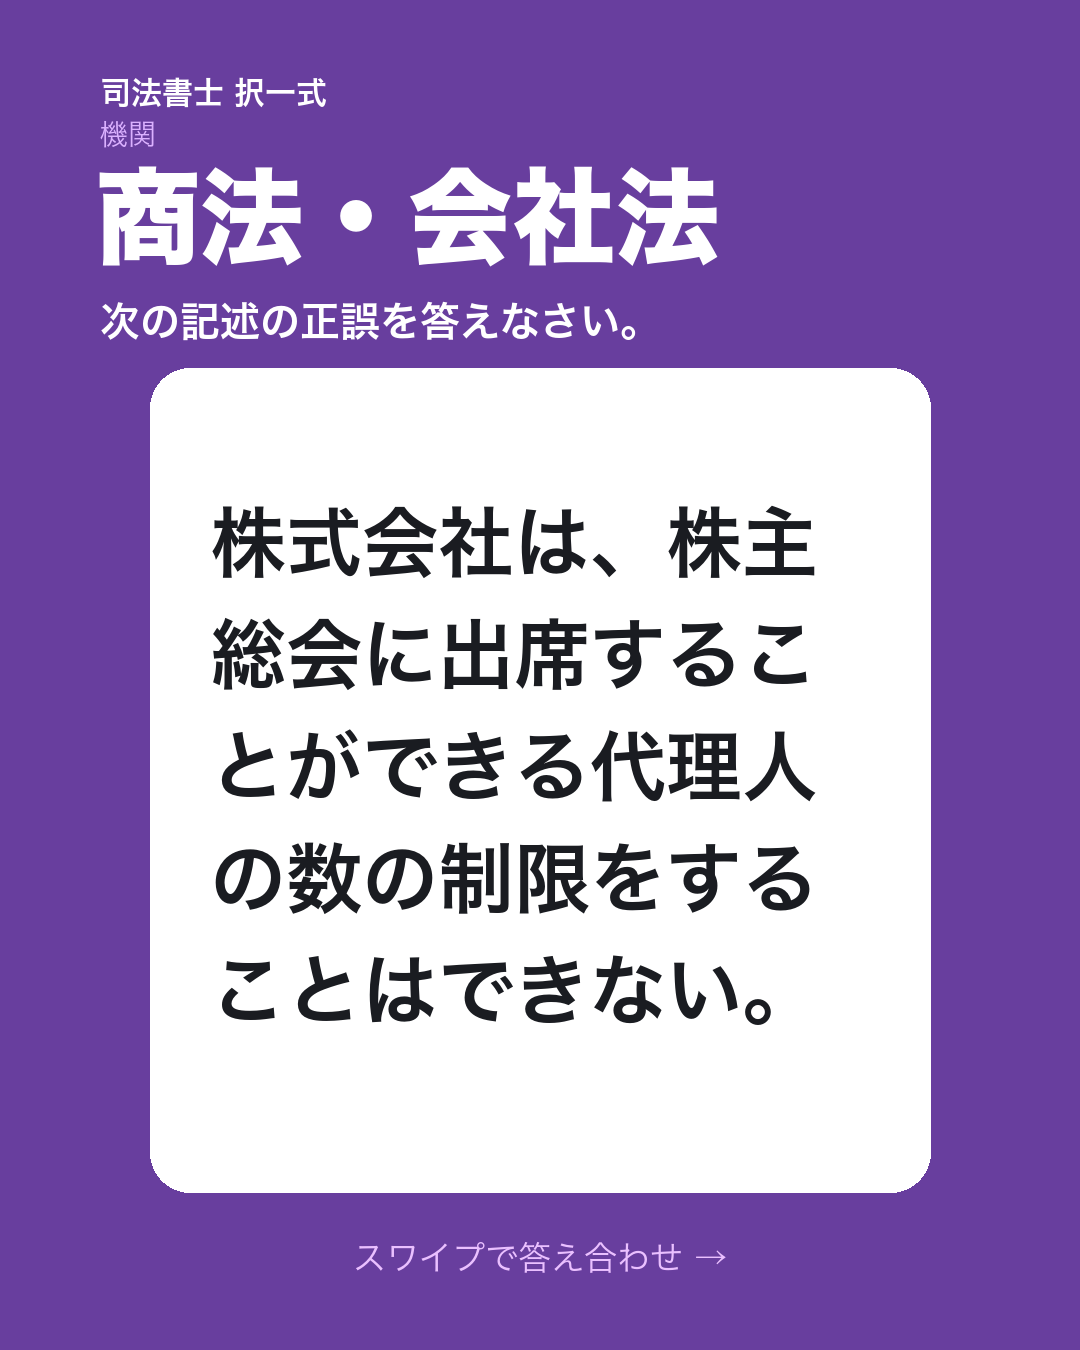 司法書士 択一式
機関
商法・会社法
次の記述の正誤を答えなさい。
株式会社は、株主
総会に出席するこ
とができる代理人
の数の制限をする
ことはできない。
スワイプで答え合わせ →